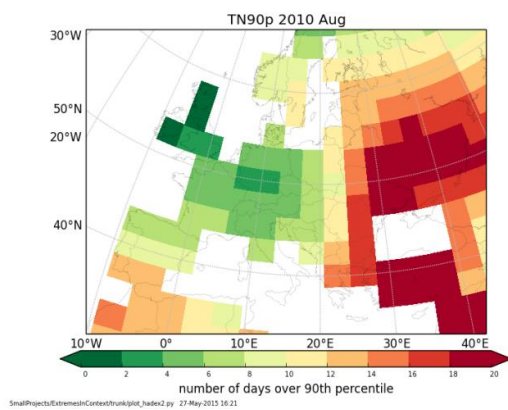 TN90p 2010 Aug
30°W
50°N
20°W
40°N
10°W 0° 10°E 20°E 30°E 40°E
0 2 4 6 8 10 12 14 16 18 20
number of days over 90th percentile
SmallProjects/ExtremesInContext/trunk/plot_hadex2.py 27-May-2015 16:21